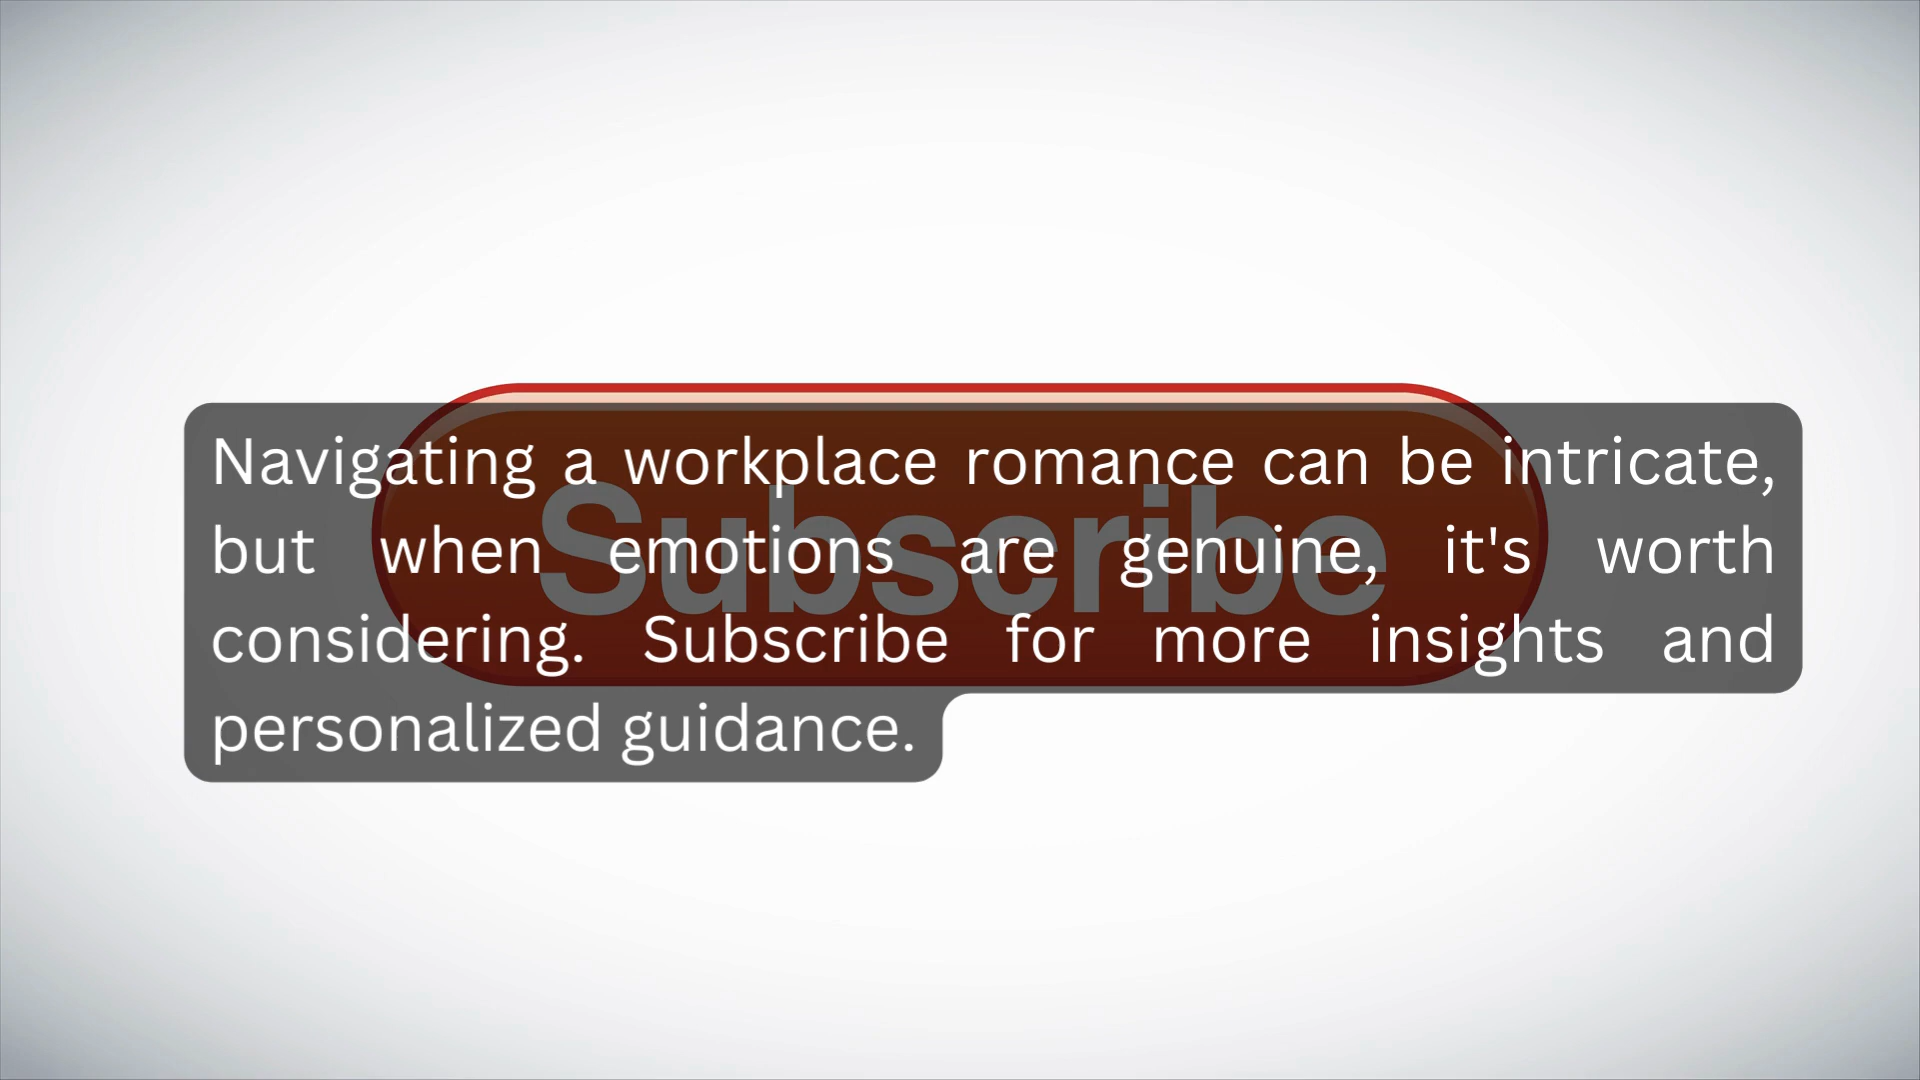 Navigating a workplace romance can be intricate,
but when emotions are genuine, it's worth
considering. Subscribe for more insights and
personalized guidance.
Subscribe